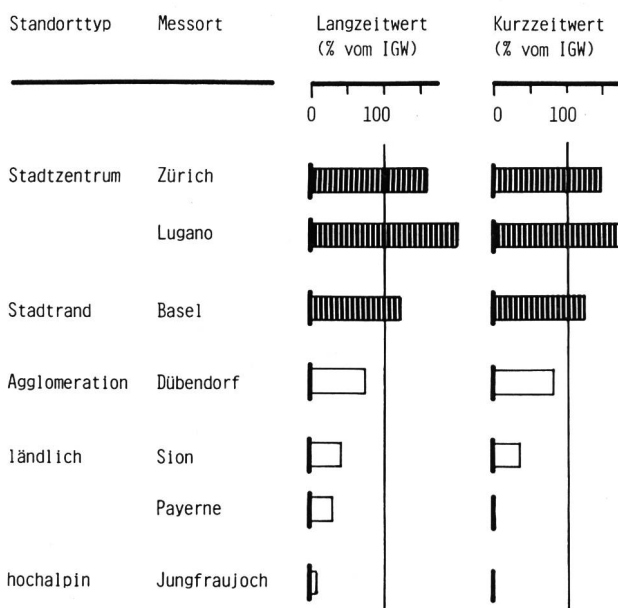 Standorttyp Messort Langzeitwert Kurzzeitwert
(% vom IGW) (% vom IGW)
0 100 0 100
Stadtzentrum Zürich
Lugano
Stadtrand Basel
Agglomeration Dübendorf
ländlich Sion
Payerne
hochalpin Jungfraujoch